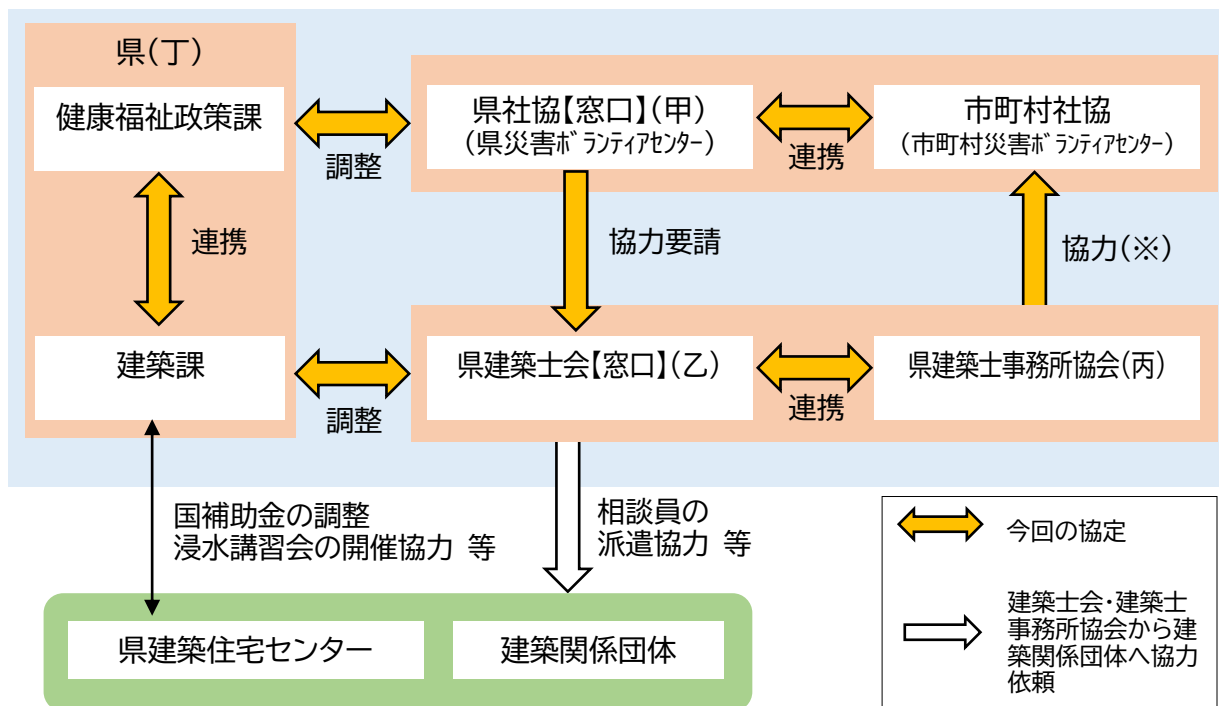 県(丁)
健康福祉政策課
調整
県社協【窓口】(甲)
(県災害ﾎﾞランティアセンター)
連携
市町村社協
(市町村災害ﾎﾞランティアセンター)
連携
協力要請
協力(※)
建築課
調整
県建築士会【窓口】(乙)
連携
県建築士事務所協会(丙)
国補助金の調整
浸水講習会の開催協力 等
相談員の
派遣協力 等
県建築住宅センター
建築関係団体
今回の協定
建築士会・建築士
事務所協会から建
築関係団体へ協力
依頼